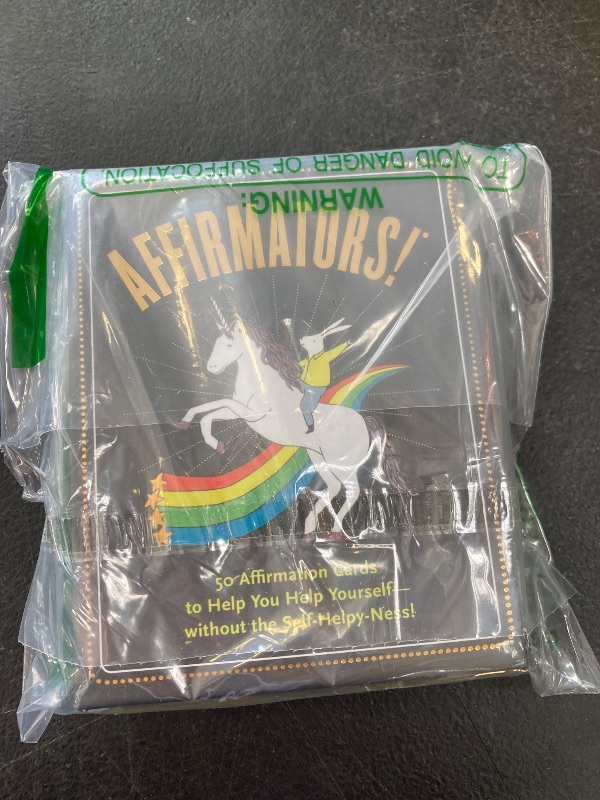 TO AVOID DANGER OF SUFFOCATION
WARNING:
AFFIRMATORS!
50 Affirmation Cards
to Help You Help Yourself—
without the Self-Helpy-Ness!